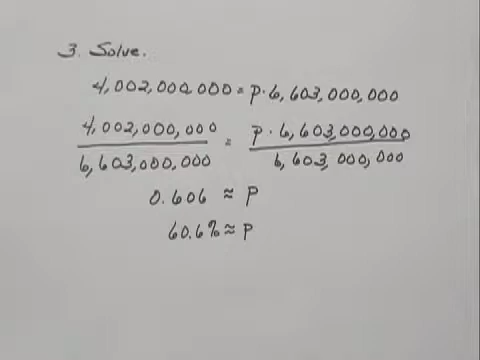 3. Solve.
4,002,000,000 = p · 6,603,000,000
4,002,000,000 / 6,603,000,000 = p · 6,603,000,000 / 6,603,000,000
0.606 ≈ p
60.6% ≈ p